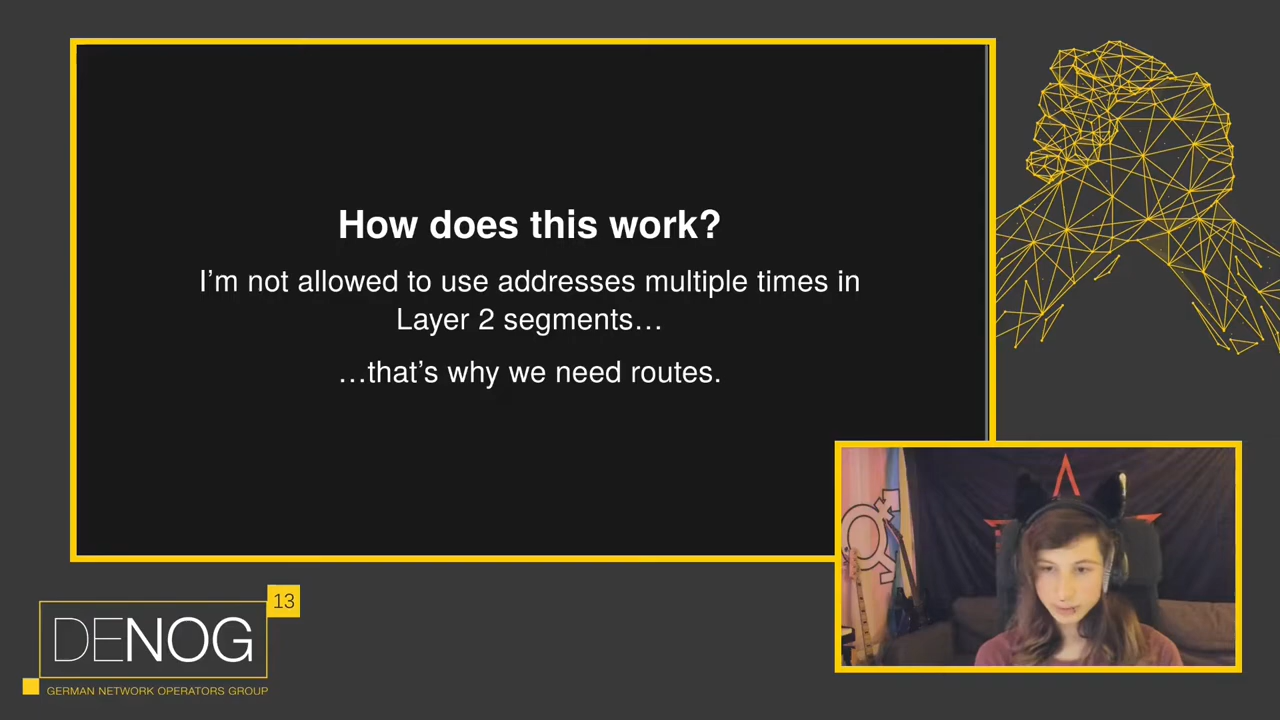 How does this work?
I’m not allowed to use addresses multiple times in
Layer 2 segments…
…that’s why we need routes.
13
DENOG
GERMAN NETWORK OPERATORS GROUP